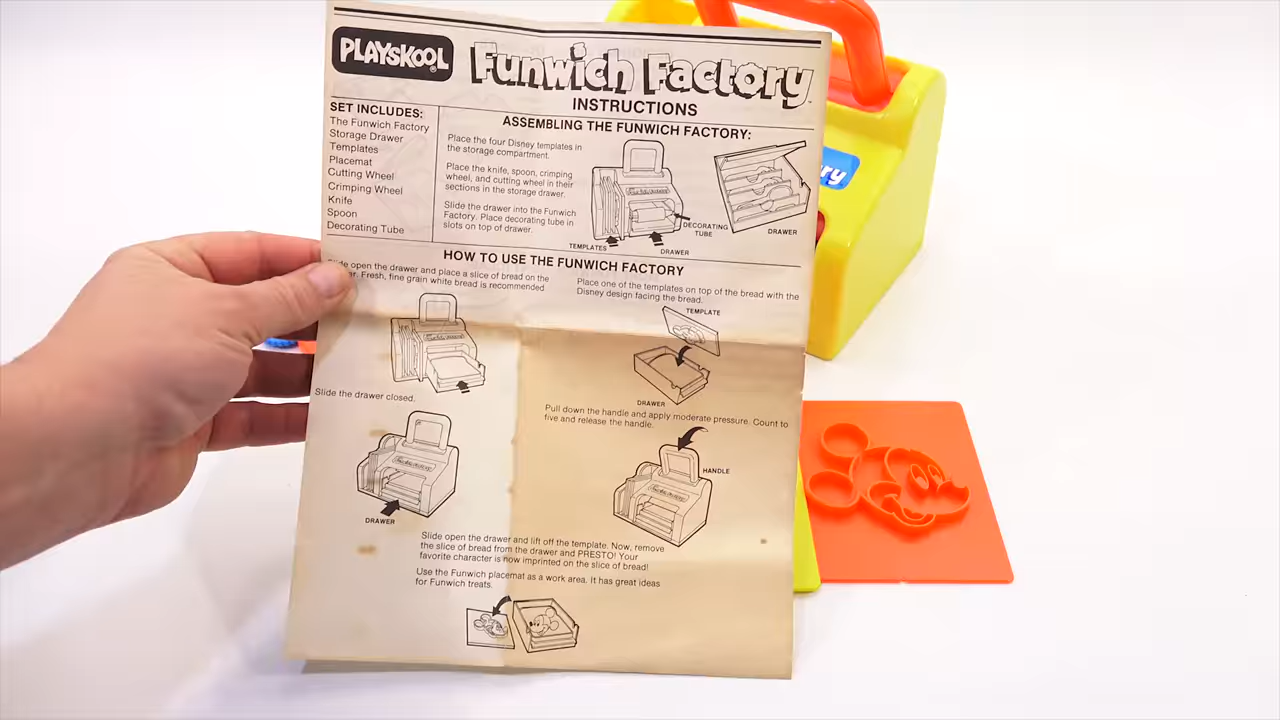 PLAYSKOOL®
Funwich Factory™
INSTRUCTIONS
SET INCLUDES:
The Funwich Factory
Storage Drawer
Templates
Placemat
Cutting Wheel
Crimping Wheel
Knife
Spoon
Decorating Tube
ASSEMBLING THE FUNWICH FACTORY:
Place the four Disney templates in
the storage compartment.
Place the knife, spoon, crimping
wheel, and cutting wheel in their
sections in the storage drawer.
Slide the drawer into the Funwich
Factory. Place decorating tube in
slots on top of drawer.
DECORATING
TUBE
TEMPLATES
DRAWER
DRAWER
HOW TO USE THE FUNWICH FACTORY
open the drawer and place a slice of bread on the
Fresh, fine grain white bread is recommended
Place one of the templates on top of the bread with the
Disney design facing the bread.
TEMPLATE
DRAWER
Slide the drawer closed.
DRAWER
Pull down the handle and apply moderate pressure. Count to
five and release the handle.
HANDLE
Slide open the drawer and lift off the template. Now, remove
the slice of bread from the drawer and PRESTO! Your
favorite character is now imprinted on the slice of bread!
Use the Funwich placemat as a work area. It has great ideas
for Funwich treats.
ry